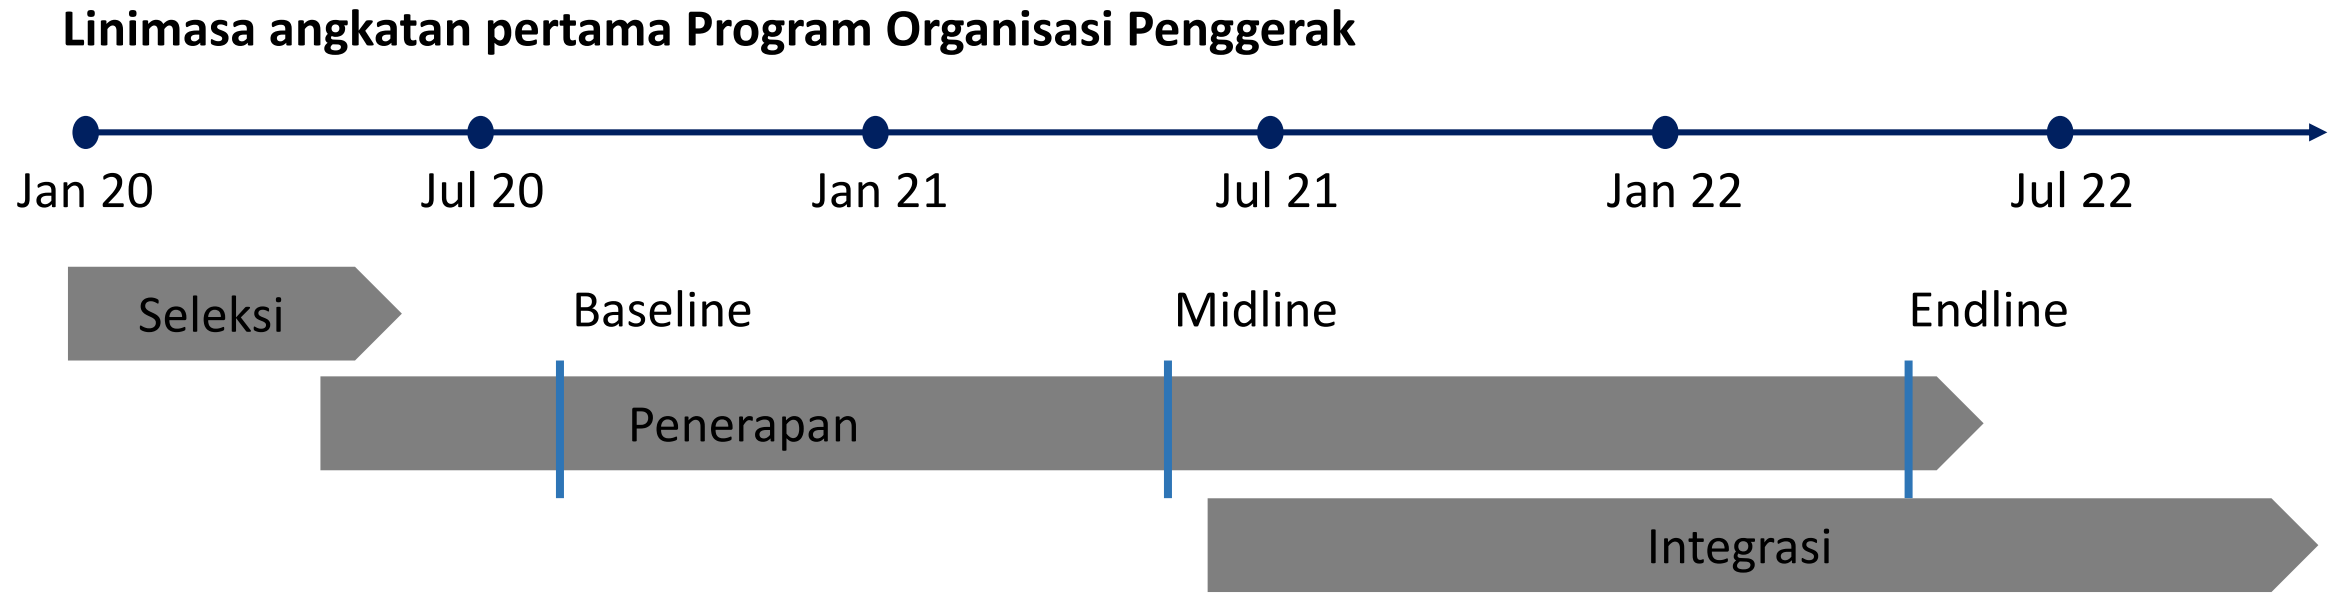 Linimasa angkatan pertama Program Organisasi Penggerak
Jan 20
Jul 20
Jan 21
Jul 21
Jan 22
Jul 22
Seleksi
Baseline
Midline
Endline
Penerapan
Integrasi